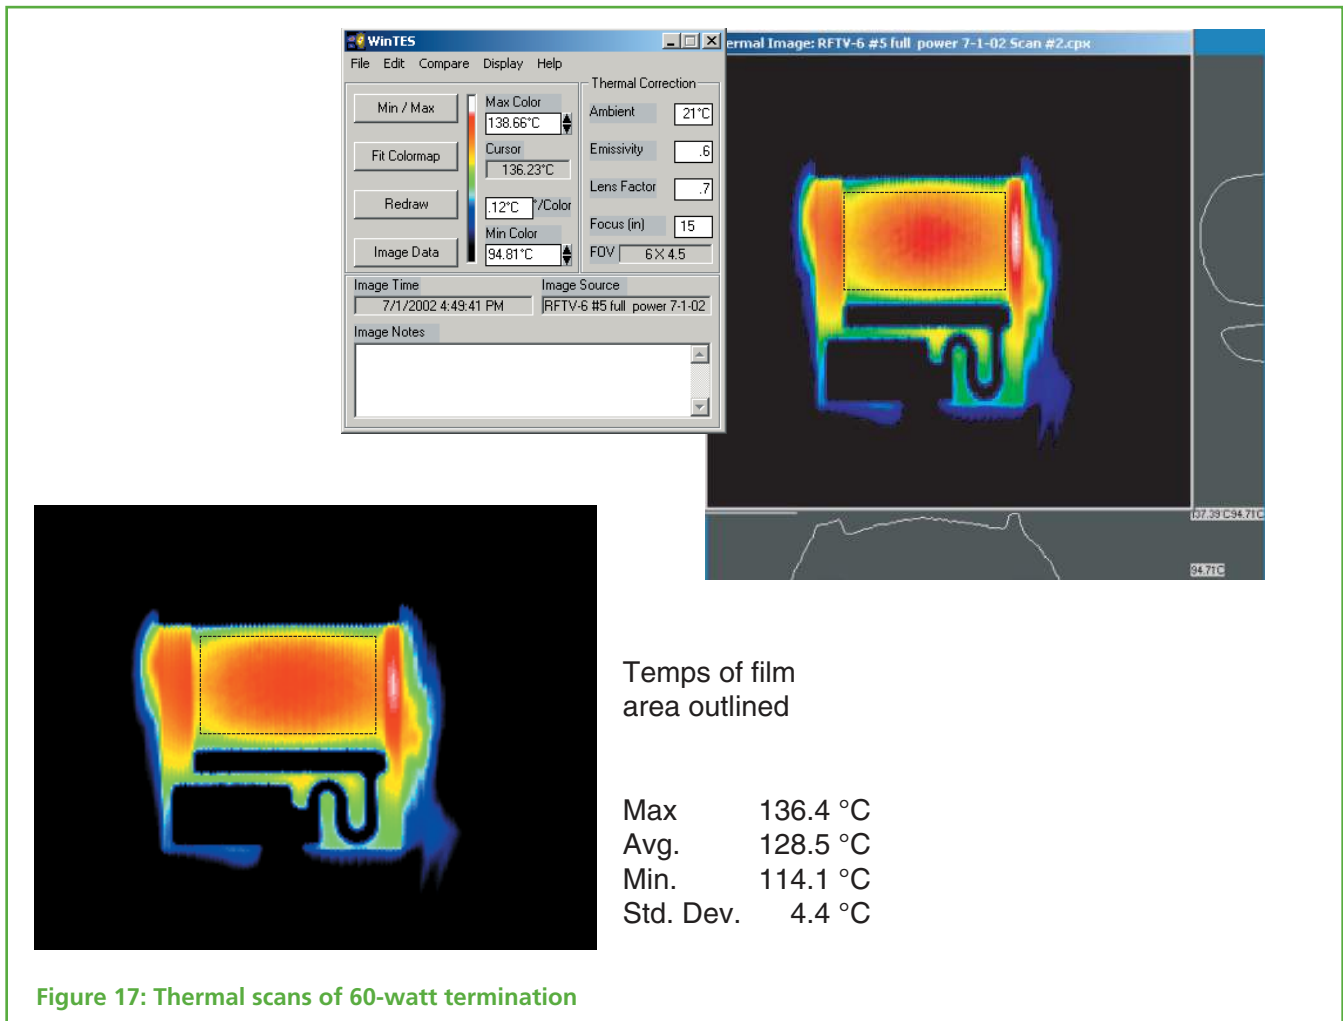 WinTES
File Edit Compare Display Help
Min / Max
Fit Colormap
Redraw
Image Data
Max Color
138.66°C
Cursor
136.23°C
.12°C °/Color
Min Color
94.81°C
Thermal Correction
Ambient 21°C
Emissivity .6
Lens Factor .7
Focus (in) 15
FOV 6 X 4.5
Image Time
7/1/2002 4:49:41 PM
Image Source
RFTV-6 #5 full power 7-1-02
Image Notes
ermal Image: RFTV-6 #5 full power 7-1-02 Scan #2.cpx
137.39 C 94.71C
94.71C
Temps of film
area outlined
Max 136.4 °C
Avg. 128.5 °C
Min. 114.1 °C
Std. Dev. 4.4 °C
Figure 17: Thermal scans of 60-watt termination